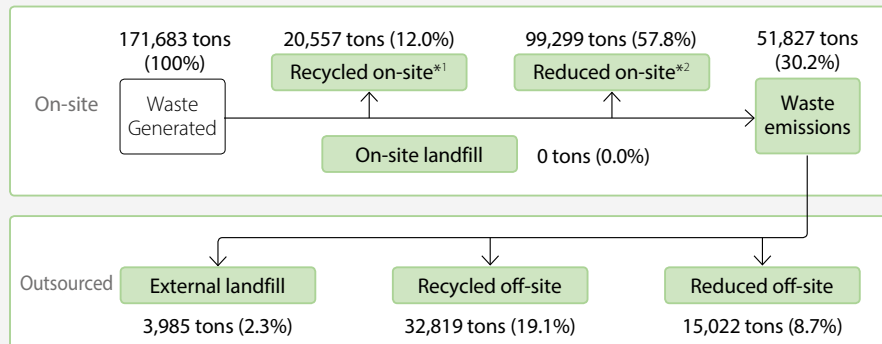 171,683 tons
(100%)
20,557 tons (12.0%)
99,299 tons (57.8%)
51,827 tons
(30.2%)
On-site
Waste
Generated
Recycled on-site*1
Reduced on-site*2
Waste
emissions
On-site landfill
0 tons (0.0%)
Outsourced
External landfill
Recycled off-site
Reduced off-site
3,985 tons (2.3%)
32,819 tons (19.1%)
15,022 tons (8.7%)